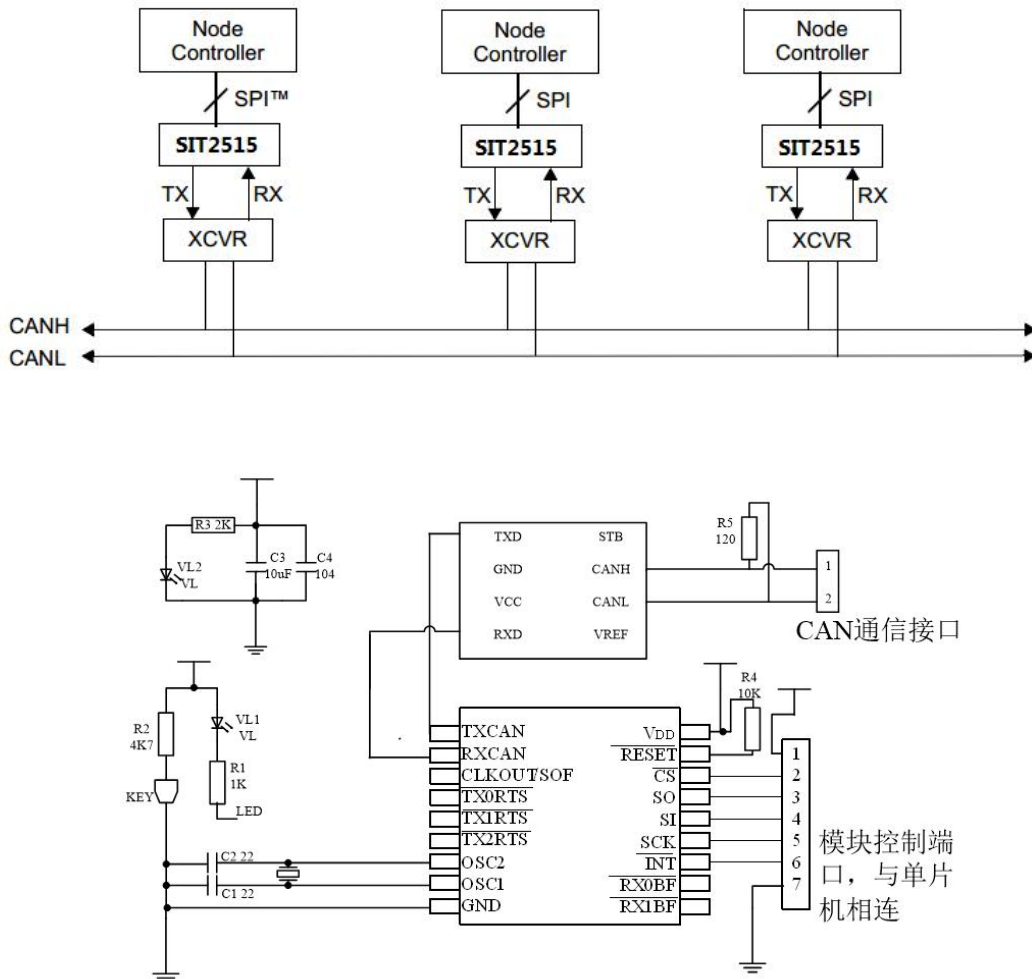 Node
Controller
Node
Controller
Node
Controller
SPI™
SPI
SPI
SIT2515
SIT2515
SIT2515
TX
RX
TX
RX
TX
RX
XCVR
XCVR
XCVR
CANH
CANL
R3 2K
VL2
VL
C3
10uF
C4
104
TXD
STB
GND
CANH
VCC
CANL
RXD
VREF
R5
120
1
2
CAN通信接口
R2
4K7
VL1
VL
R1
1K
LED
KEY
C2 22
C1 22
TXCAN
RXCAN
CLKOUT/SOF
TX0RTS
TX1RTS
TX2RTS
OSC2
OSC1
GND
VDD
RESET
CS
SO
SI
SCK
INT
RX0BF
RX1BF
R4
10K
1
2
3
4
5
6
7
模块控制端
口，与单片
机相连